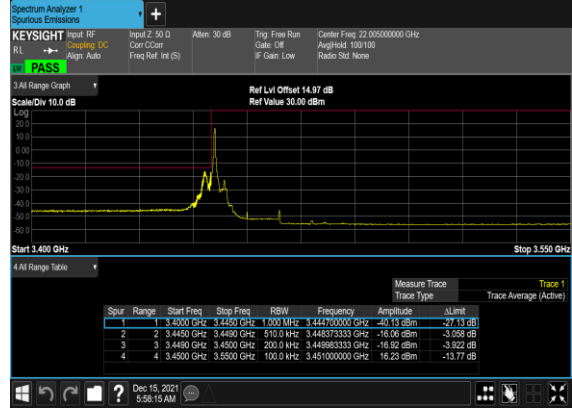 Spectrum Analyzer 1
Spurious Emissions
+
KEYSIGHT Input: RF Input Z: 50 Ω Atten: 30 dB Trig: Free Run Center Freq: 22.005000000 GHz
RL Coupling: DC Corr CCorr Gate: Off Avg|Hold: 100/100
Align: Auto Freq Ref: Int (S) IF Gain: Low Radio Std: None
LW PASS
3 All Range Graph
Ref Lvl Offset 14.97 dB
Scale/Div 10.0 dB Ref Value 30.00 dBm
Log
20.0
10.0
0.00
-10.0
-20.0
-30.0
-40.0
-50.0
-60.0
Start 3.400 GHz Stop 3.550 GHz
4 All Range Table
Measure Trace Trace 1
Trace Type Trace Average (Active)
Spur Range Start Freq Stop Freq RBW Frequency Amplitude ΔLimit
1 1 3.4000 GHz 3.4450 GHz 1.000 MHz 3.444700000 GHz -40.13 dBm -27.13 dB
2 2 3.4450 GHz 3.4490 GHz 510.0 kHz 3.448373333 GHz -16.06 dBm -3.058 dB
3 3 3.4490 GHz 3.4500 GHz 200.0 kHz 3.449983333 GHz -16.92 dBm -3.922 dB
4 4 3.4500 GHz 3.5500 GHz 100.0 kHz 3.451000000 GHz 16.23 dBm -13.77 dB
? Dec 15, 2021
5:58:15 AM